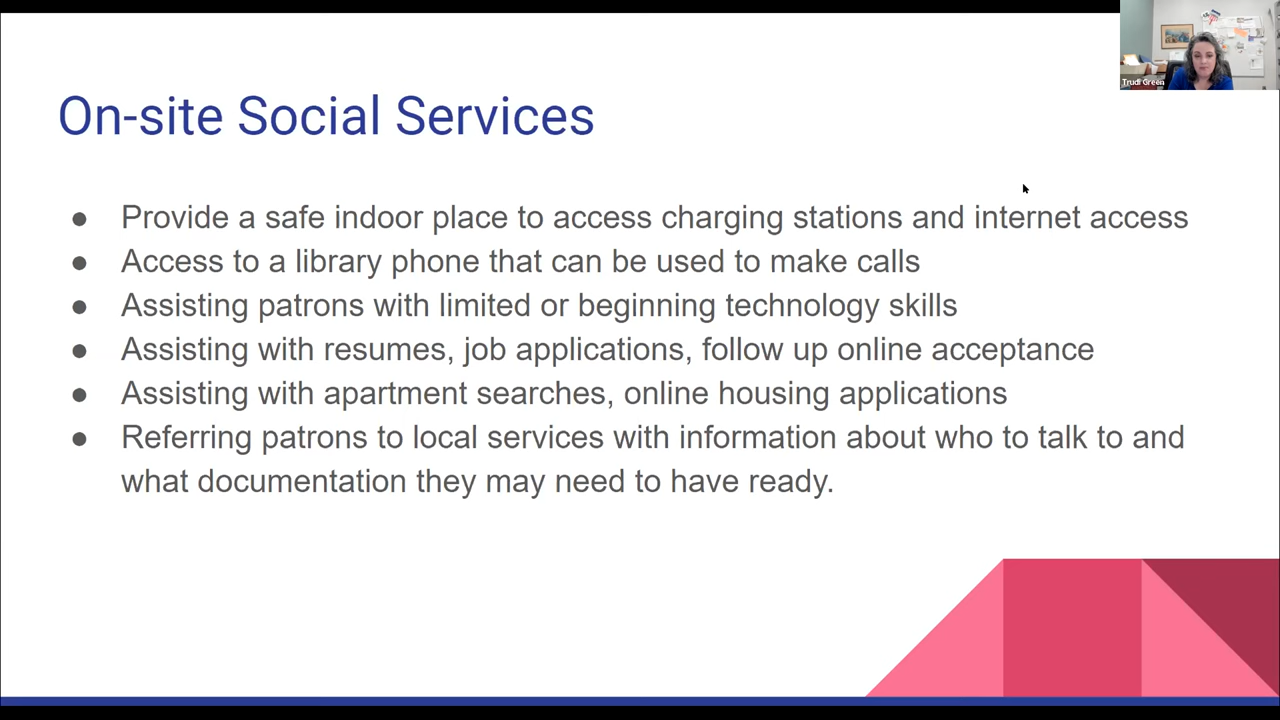 Trudi Green
On-site Social Services
● Provide a safe indoor place to access charging stations and internet access
● Access to a library phone that can be used to make calls
● Assisting patrons with limited or beginning technology skills
● Assisting with resumes, job applications, follow up online acceptance
● Assisting with apartment searches, online housing applications
● Referring patrons to local services with information about who to talk to and
what documentation they may need to have ready.